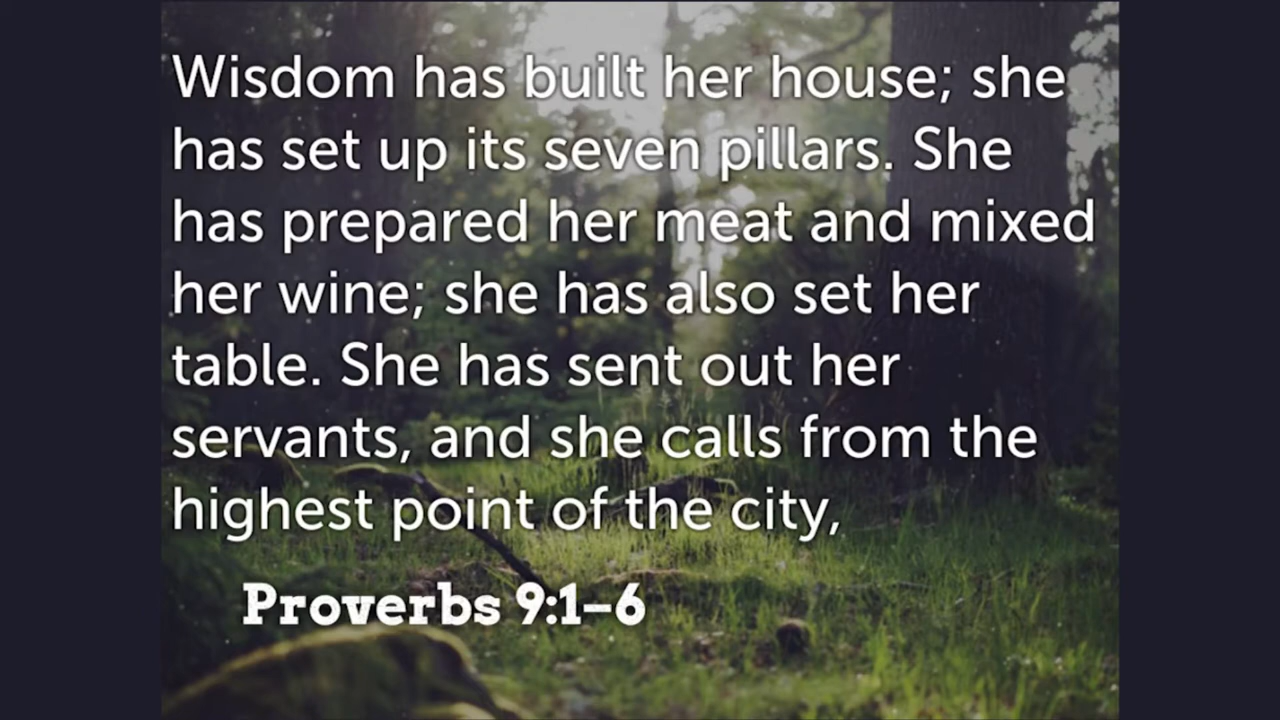 Wisdom has built her house; she
has set up its seven pillars. She
has prepared her meat and mixed
her wine; she has also set her
table. She has sent out her
servants, and she calls from the
highest point of the city,
Proverbs 9:1–6